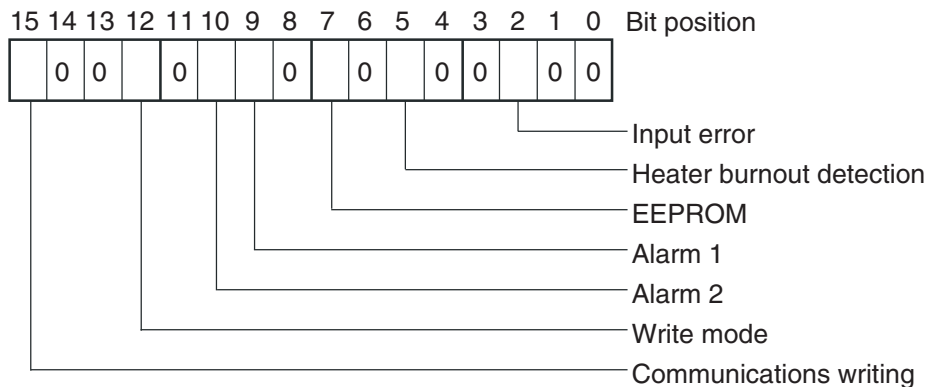 15 14 13 12 11 10 9 8 7 6 5 4 3 2 1 0 Bit position
0 0 0 0 0 0 0 0 0
Input error
Heater burnout detection
EEPROM
Alarm 1
Alarm 2
Write mode
Communications writing